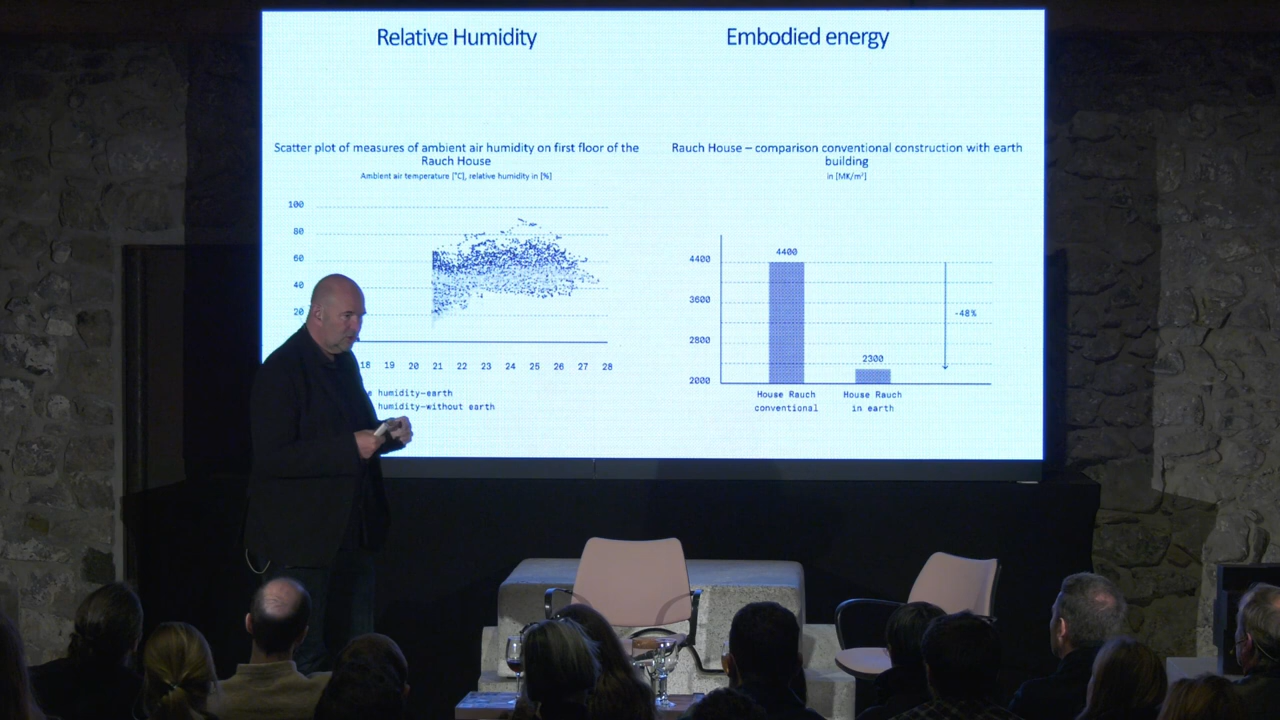 Relative Humidity
Scatter plot of measures of ambient air humidity on first floor of the
Rauch House
Ambient air temperature [°C], relative humidity in [%]
100
80
60
40
20
18 19 20 21 22 23 24 25 26 27 28
humidity-earth
humidity-without earth
Embodied energy
Rauch House – comparison conventional construction with earth
building
in [MK/m²]
4400
3600
2800
2000
4400
2300
-48%
House Rauch
conventional
House Rauch
in earth